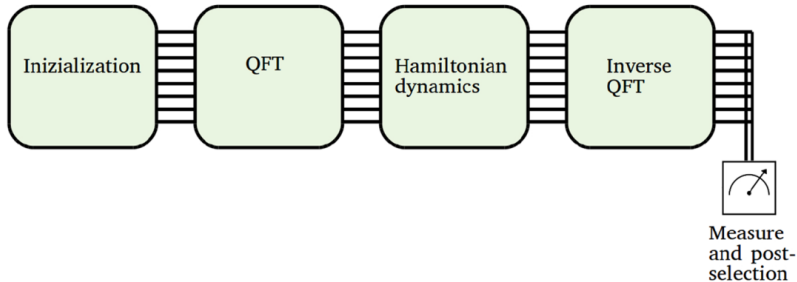 Inizialization
QFT
Hamiltonian
dynamics
Inverse
QFT
Measure
and post-
selection